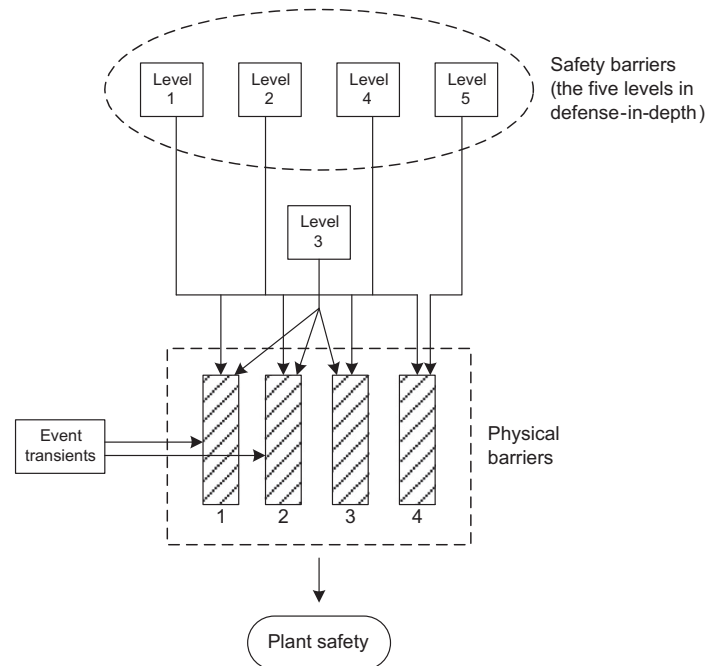 Level
1
Level
2
Level
4
Level
5
Safety barriers
(the five levels in
defense-in-depth)
Level
3
Event
transients
Physical
barriers
1
2
3
4
Plant safety